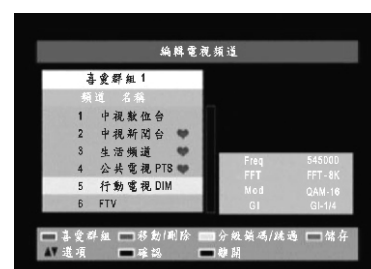 編輯電視頻道
喜愛群組 1
頻道 名稱
1 中視數位台
2 中視新聞台
3 生活頻道
4 公共電視 PTS
5 行動電視 DIM
6 FTV
Freq 545000
FFT FFT-8K
Mod QAM-16
GI GI-1/4
喜愛群組 移動/刪除 分級鎖碼/跳過 儲存
選項 確認 離開